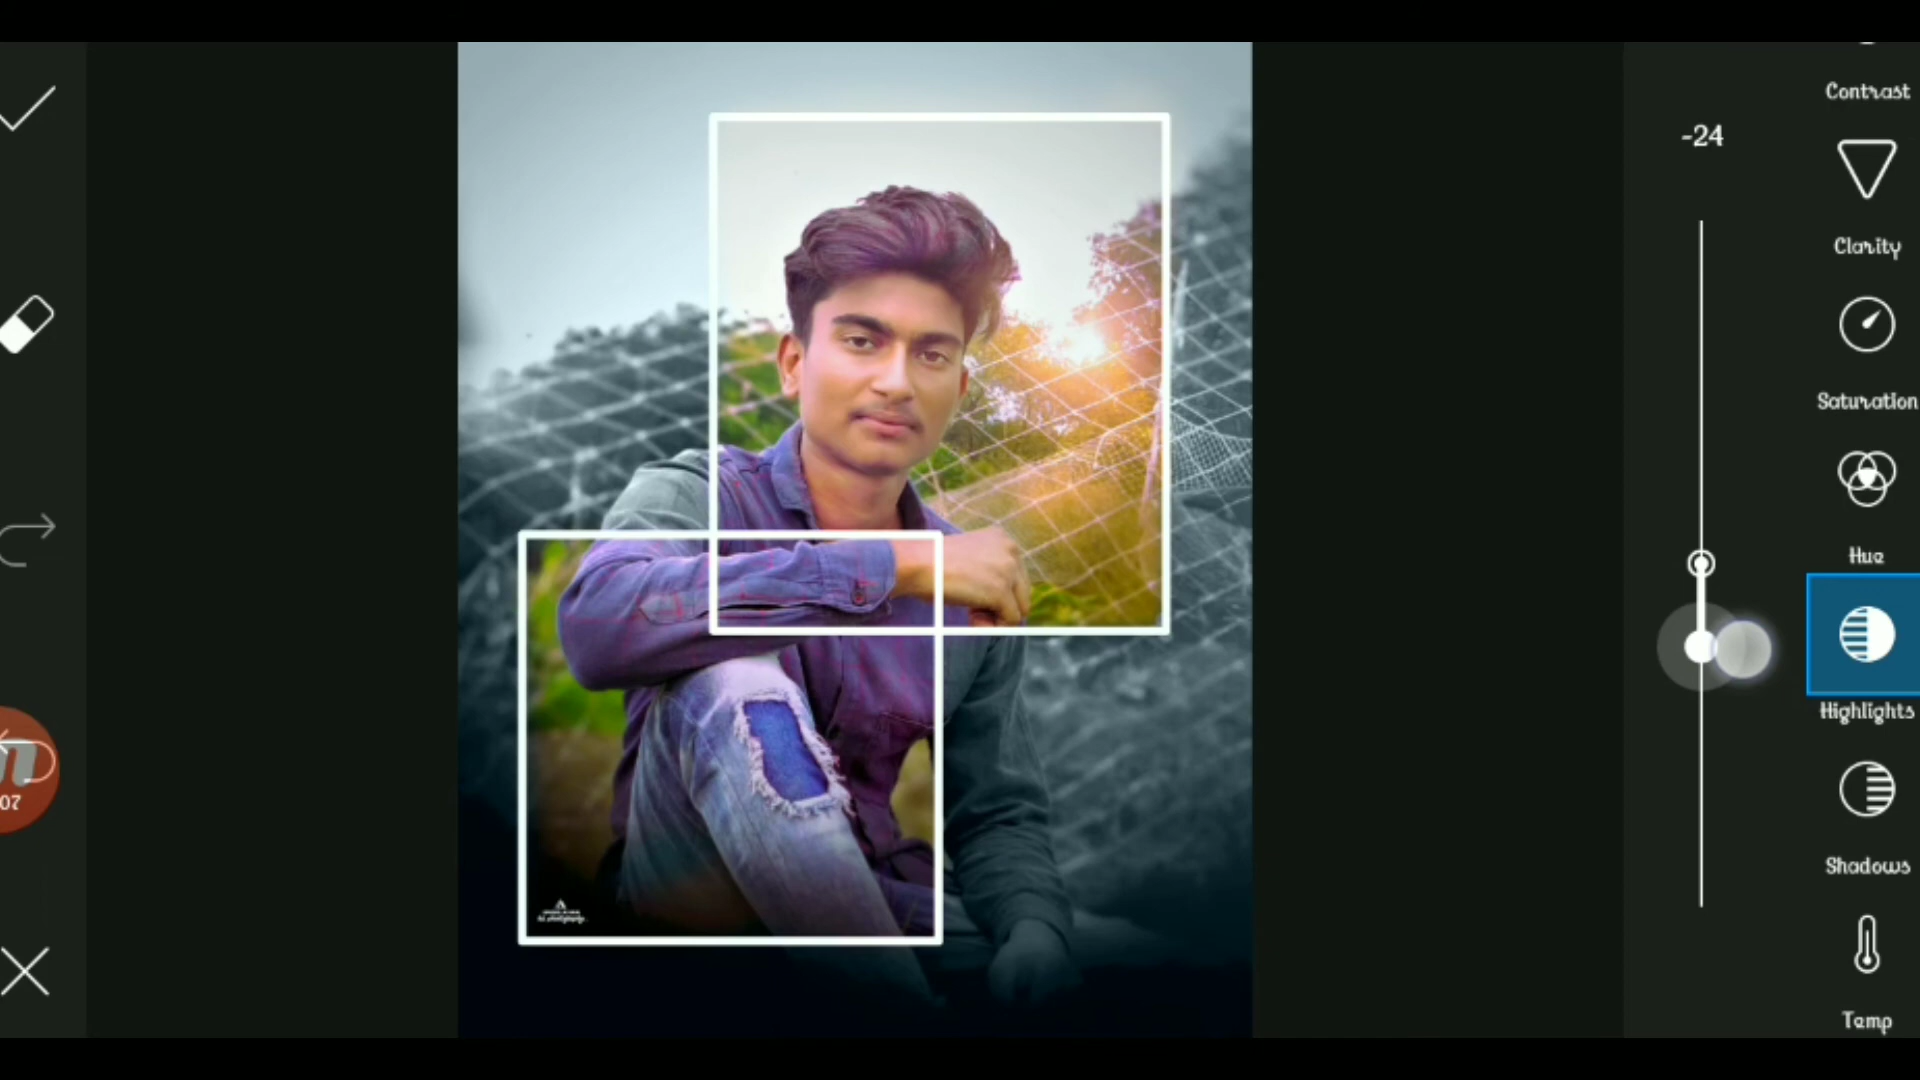 Contrast
-24
Clarity
Saturation
Hue
Highlights
07
Shadows
Temp